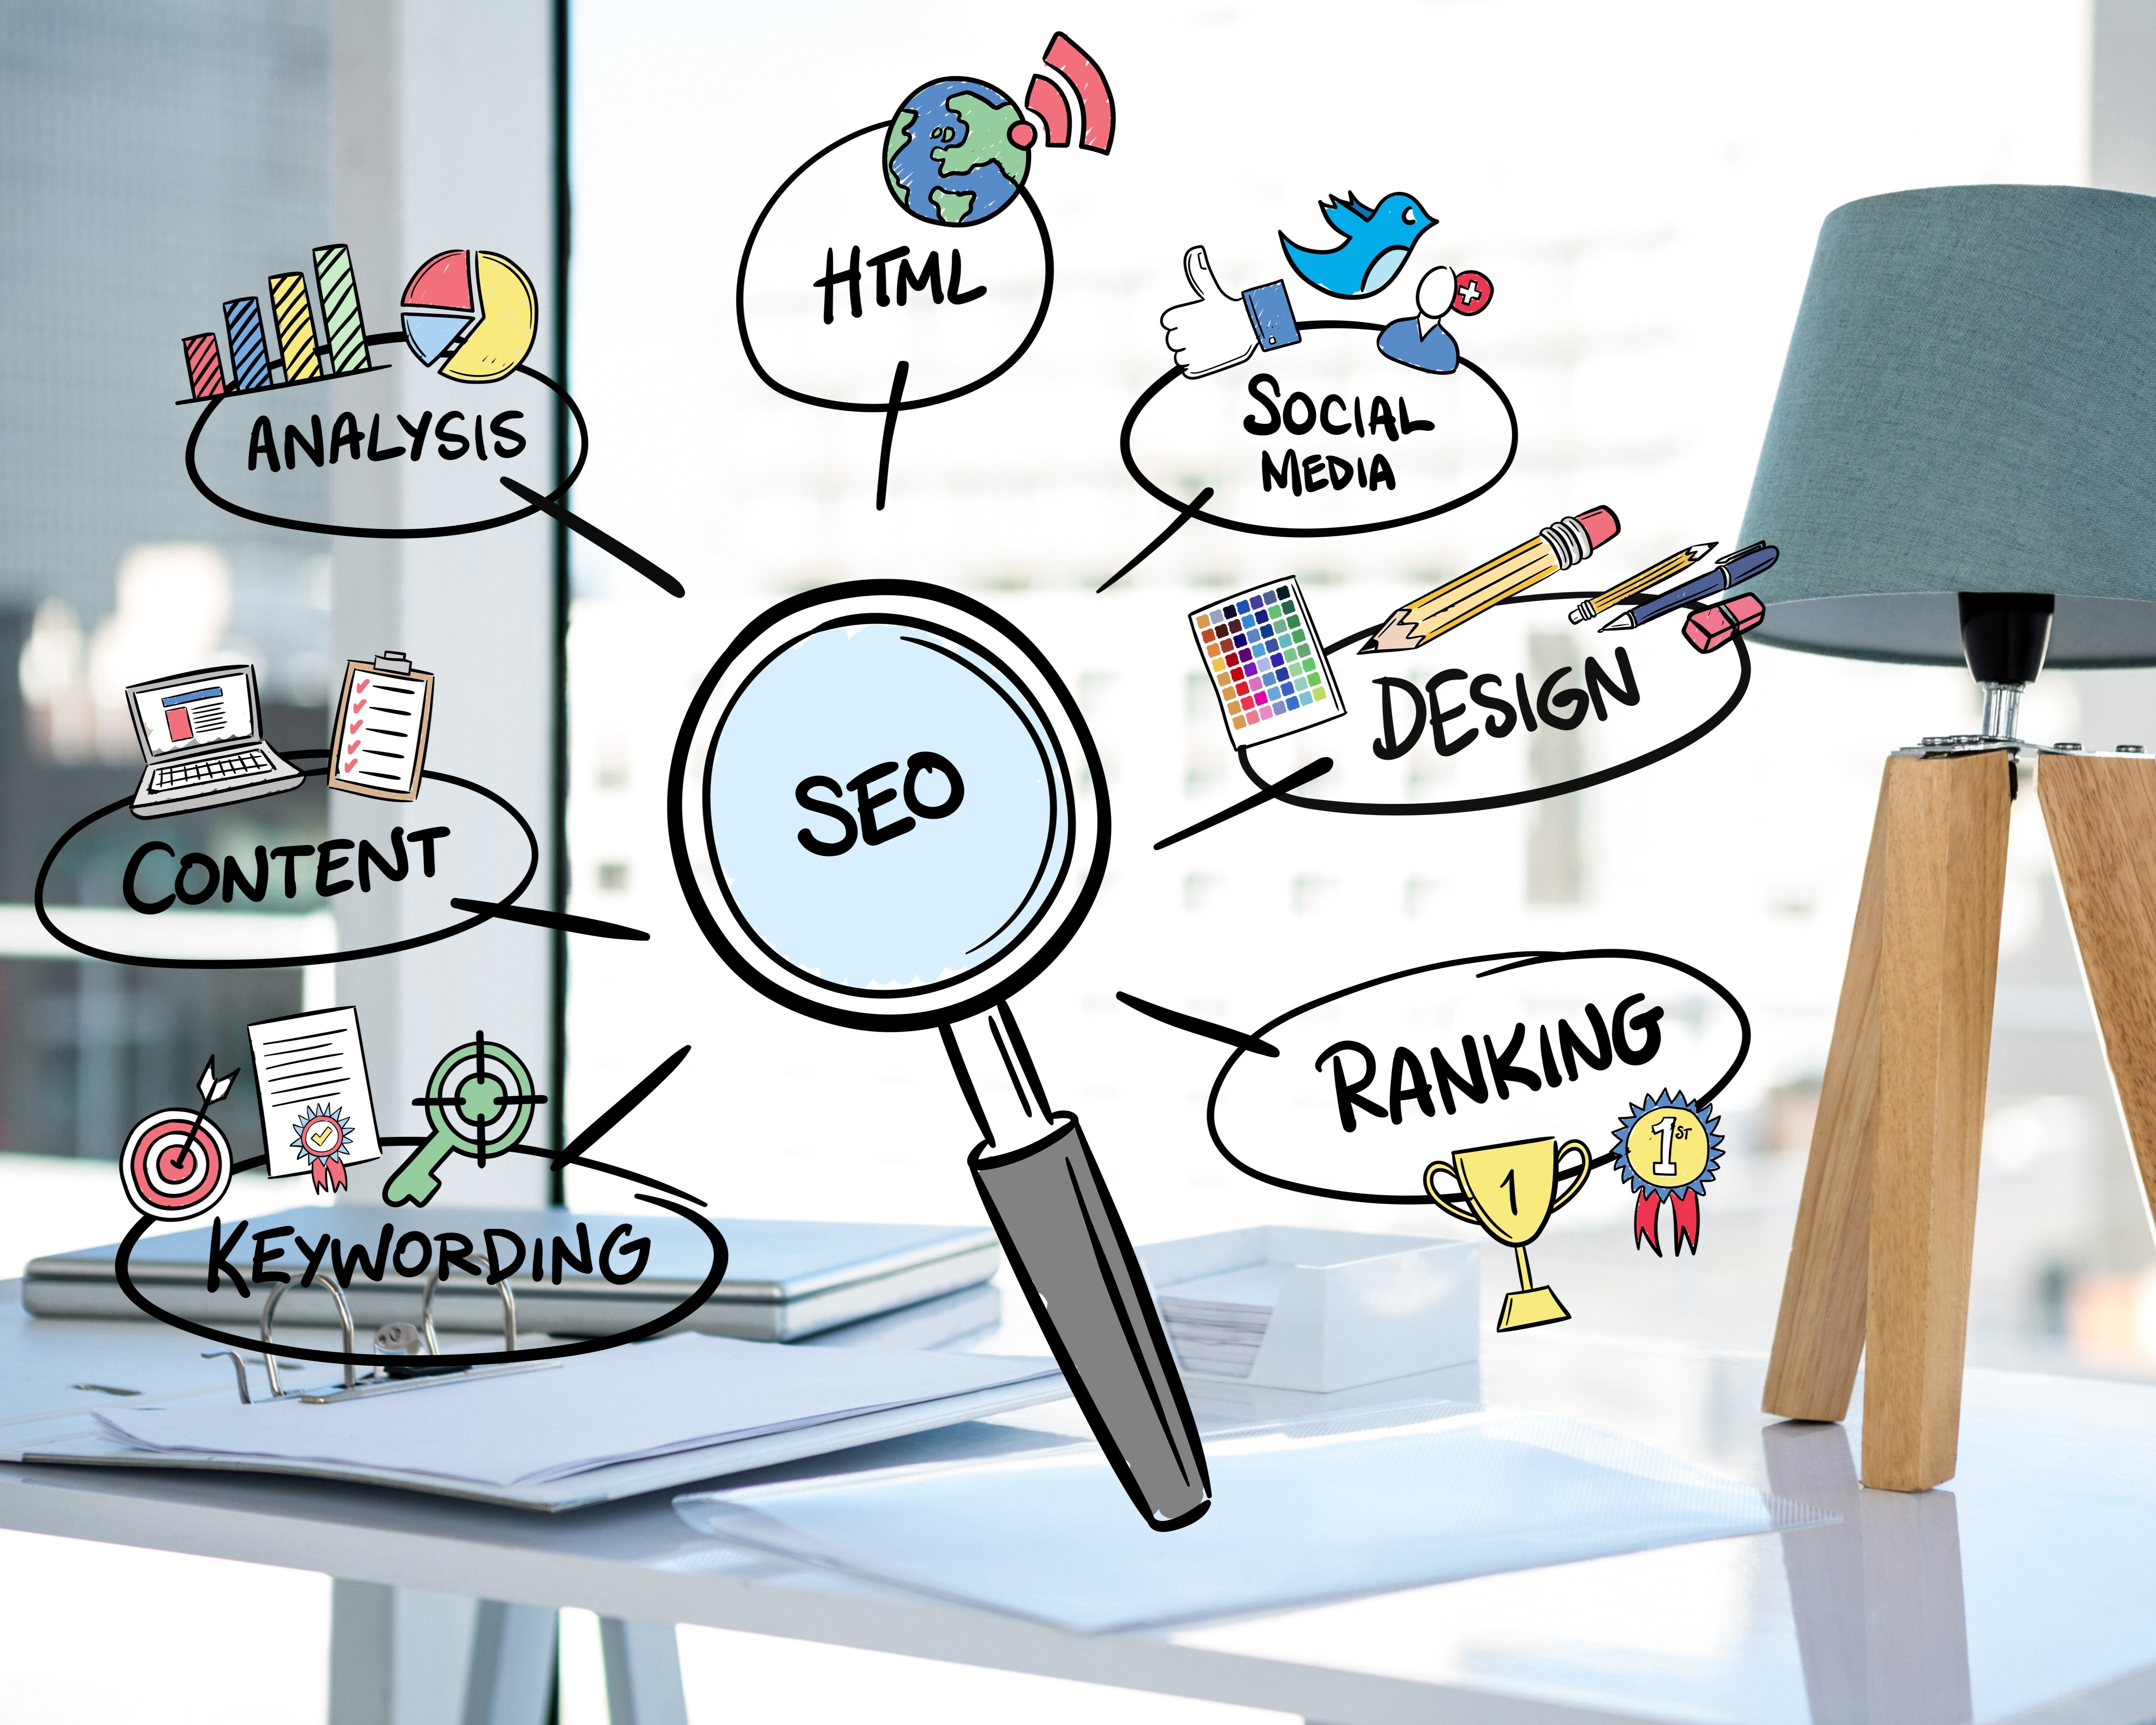 HTML
SOCIAL
MEDIA
ANALYSIS
DESIGN
SEO
CONTENT
RANKING
1
1ST
KEYWORDING